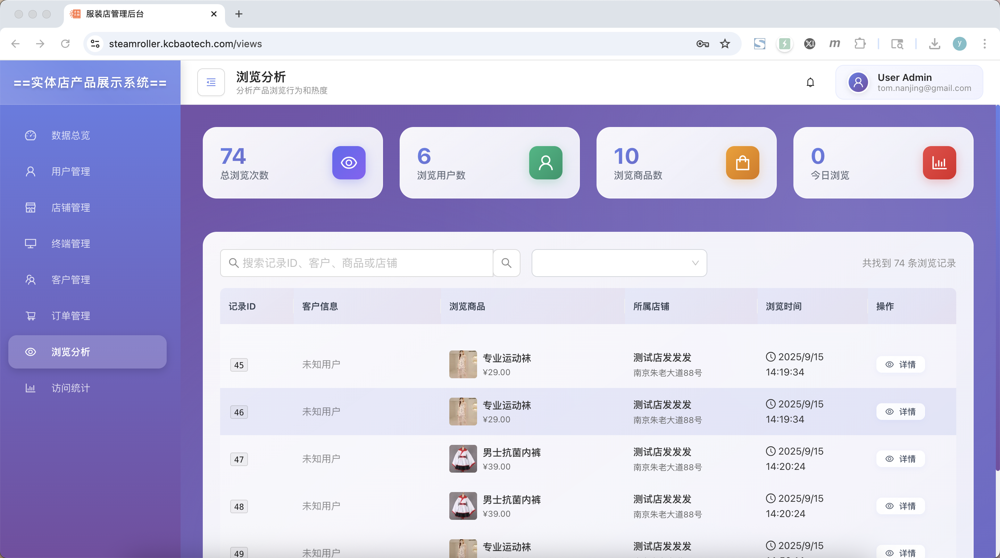 服装店管理后台
steamroller.kcbaotech.com/views
y
==实体店产品展示系统==
浏览分析
分析产品浏览行为和热度
User Admin
tom.nanjing@gmail.com
数据总览
用户管理
店铺管理
终端管理
客户管理
订单管理
浏览分析
访问统计
74
总浏览次数
6
浏览用户数
10
浏览商品数
0
今日浏览
搜索记录ID、客户、商品或店铺
共找到 74 条浏览记录
记录ID 客户信息 浏览商品 所属店铺 浏览时间 操作
45 未知用户 专业运动袜 ¥29.00 测试店发发发 南京朱老大道88号 2025/9/15 14:19:34 详情
46 未知用户 专业运动袜 ¥29.00 测试店发发发 南京朱老大道88号 2025/9/15 14:19:34 详情
47 未知用户 男士抗菌内裤 ¥39.00 测试店发发发 南京朱老大道88号 2025/9/15 14:20:24 详情
48 未知用户 男士抗菌内裤 ¥39.00 测试店发发发 南京朱老大道88号 2025/9/15 14:20:24 详情
49 未知用户 专业运动袜 测试店发发发 2025/9/15 详情